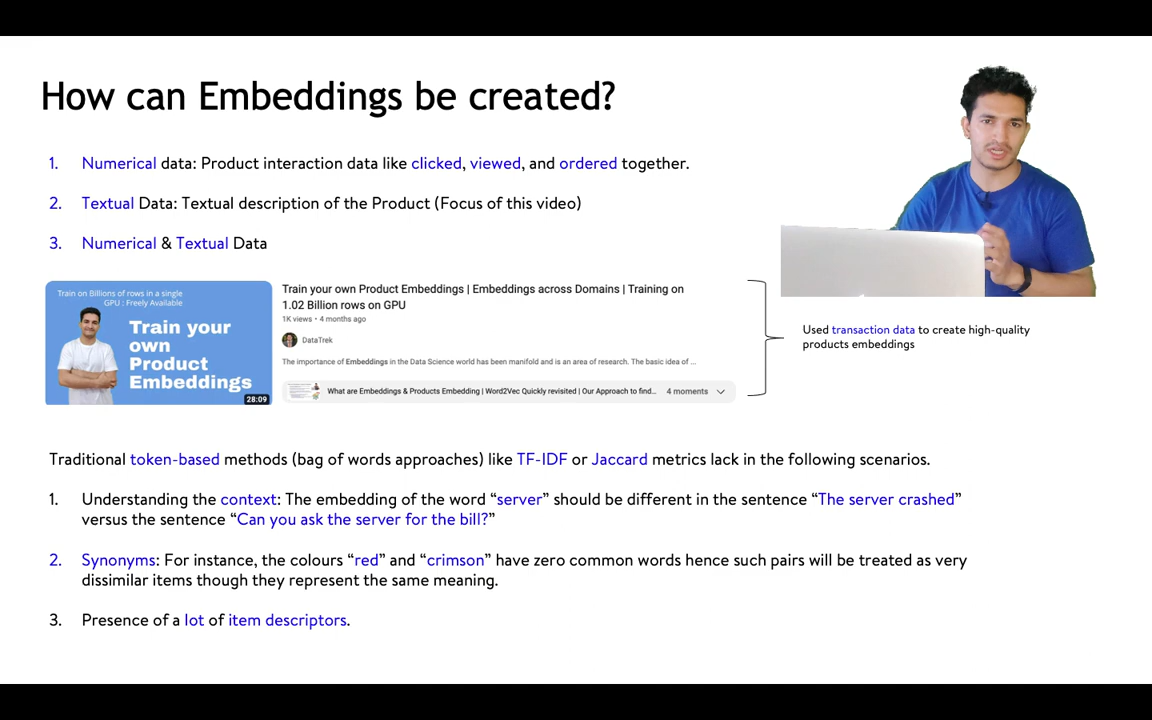 How can Embeddings be created?
1. Numerical data: Product interaction data like clicked, viewed, and ordered together.
2. Textual Data: Textual description of the Product (Focus of this video)
3. Numerical & Textual Data
Train on Billions of rows in a single
GPU : Freely Available
Train your
own
Product
Embeddings
28:09
Train your own Product Embeddings | Embeddings across Domains | Training on
1.02 Billion rows on GPU
1K views • 4 months ago
DataTrek
The importance of Embeddings in the Data Science world has been manifold and is an area of research. The basic idea of ...
What are Embeddings & Products Embedding | Word2Vec Quickly revisited | Our Approach to find... 4 moments
Used transaction data to create high-quality
products embeddings
Traditional token-based methods (bag of words approaches) like TF-IDF or Jaccard metrics lack in the following scenarios.
1. Understanding the context: The embedding of the word “server” should be different in the sentence “The server crashed”
versus the sentence “Can you ask the server for the bill?”
2. Synonyms: For instance, the colours “red” and “crimson” have zero common words hence such pairs will be treated as very
dissimilar items though they represent the same meaning.
3. Presence of a lot of item descriptors.